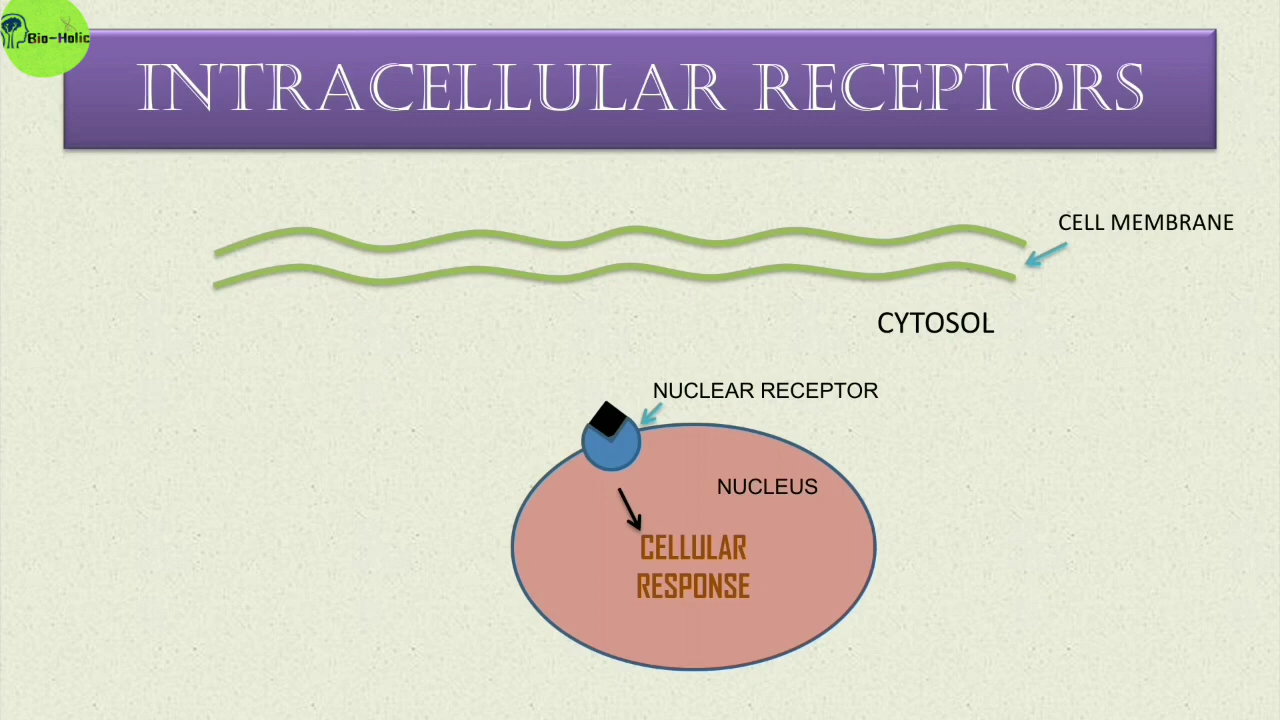 Bio-Holic
INTRACELLULAR RECEPTORS
CELL MEMBRANE
CYTOSOL
NUCLEAR RECEPTOR
NUCLEUS
CELLULAR
RESPONSE